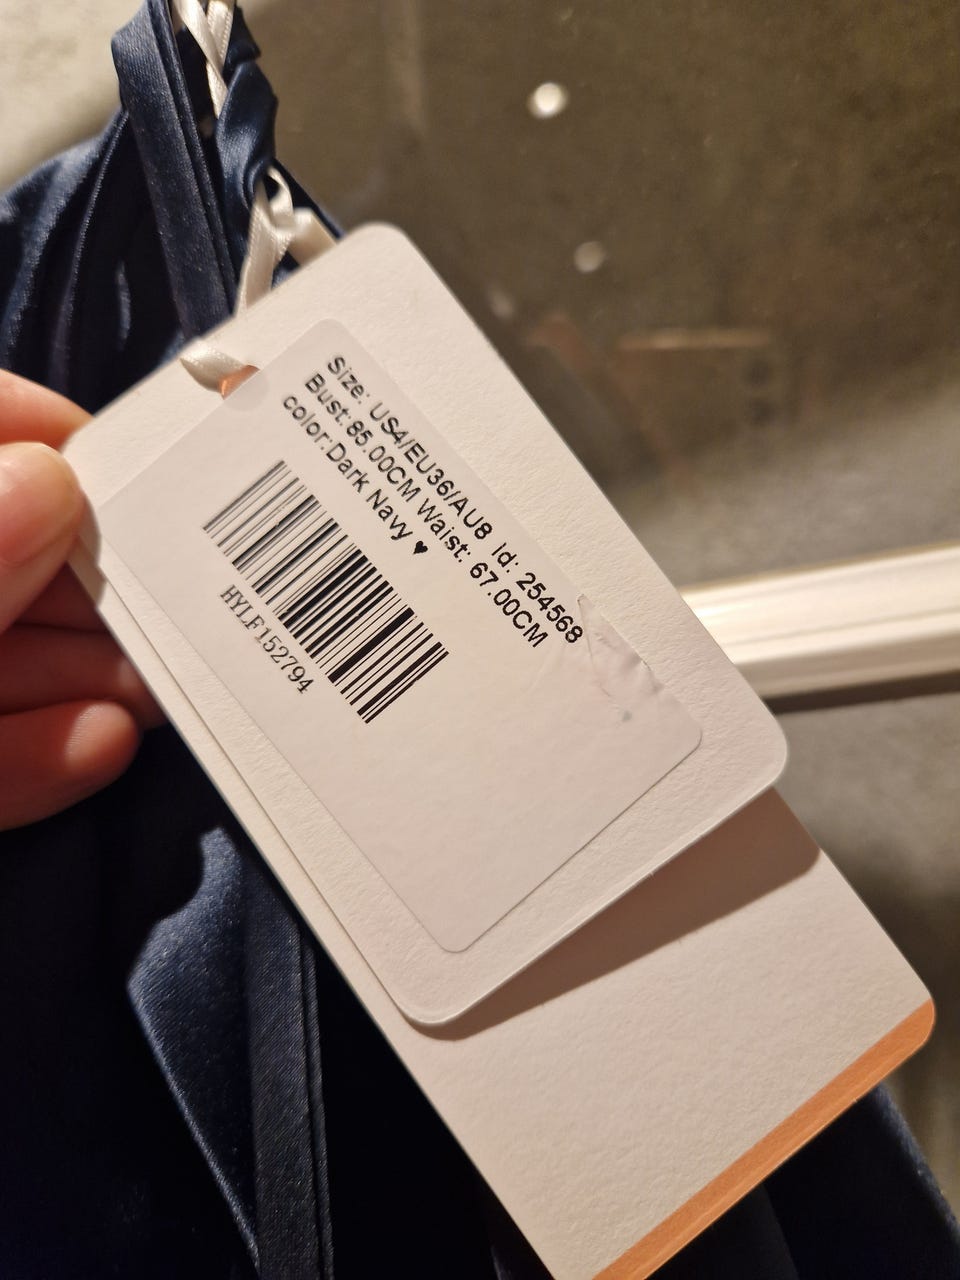 Size: US4/EU36/AU8 Id: 254568
Bust:85.00CM Waist: 67.00CM
color:Dark Navy ♥
HYLF152794